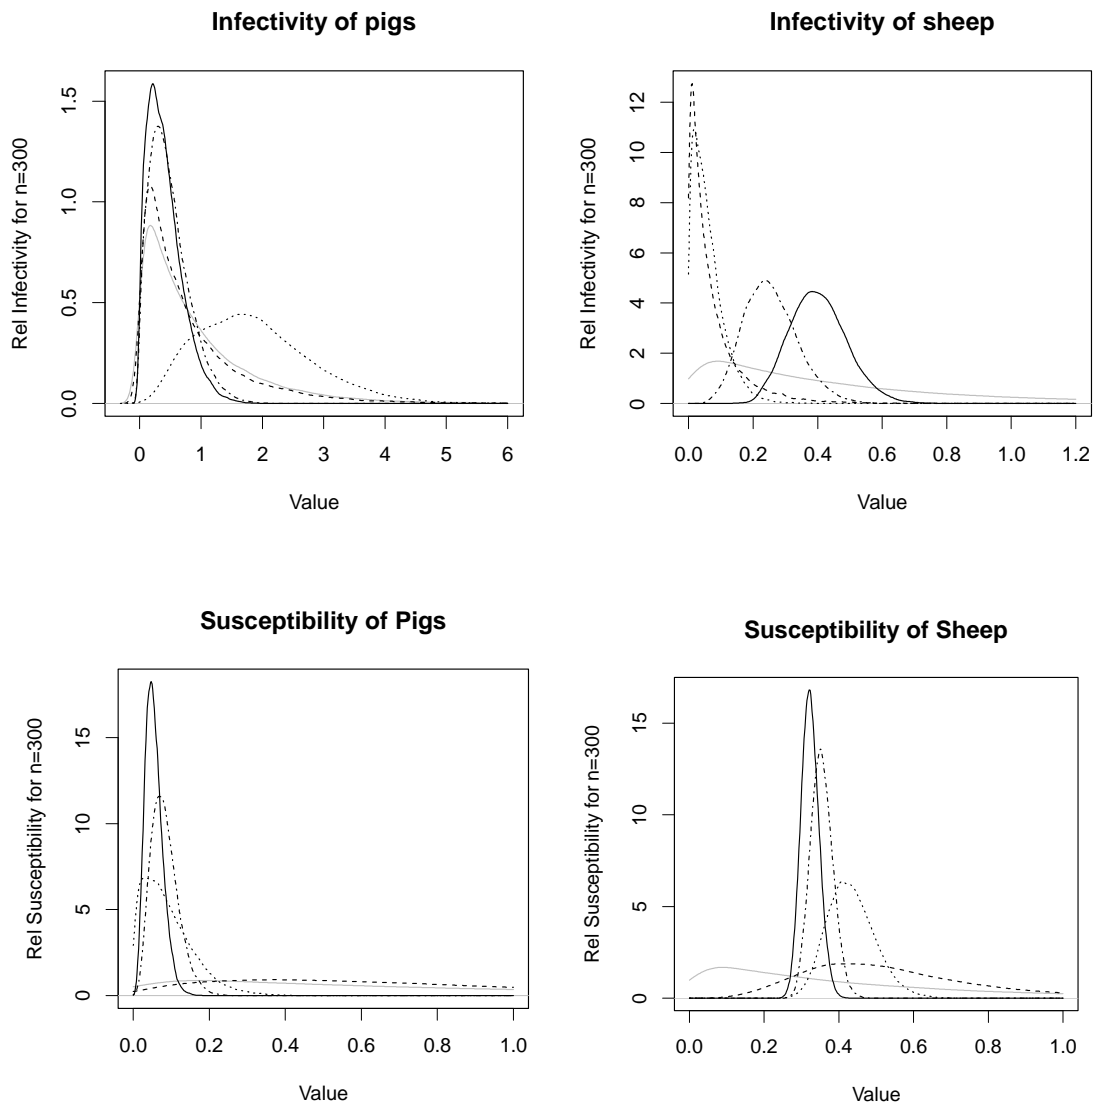 Infectivity of pigs
Rel Infectivity for n=300
0.0 0.5 1.0 1.5
0 1 2 3 4 5 6
Value
Infectivity of sheep
Rel Infectivity for n=300
0 2 4 6 8 10 12
0.0 0.2 0.4 0.6 0.8 1.0 1.2
Value
Susceptibility of Pigs
Rel Susceptibility for n=300
0 5 10 15
0.0 0.2 0.4 0.6 0.8 1.0
Value
Susceptibility of Sheep
Rel Susceptibility for n=300
0 5 10 15
0.0 0.2 0.4 0.6 0.8 1.0
Value